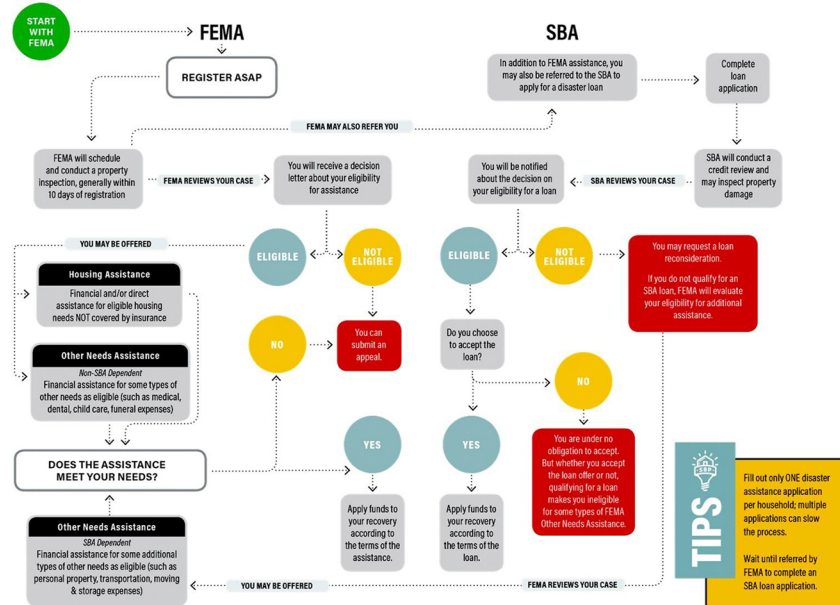 START
WITH
FEMA
FEMA
SBA
REGISTER ASAP
In addition to FEMA assistance, you
may also be referred to the SBA to
apply for a disaster loan
Complete
loan
application
FEMA MAY ALSO REFER YOU
FEMA will schedule
and conduct a property
inspection, generally within
10 days of registration
FEMA REVIEWS YOUR CASE
You will receive a decision
letter about your eligibility
for assistance
You will be notified
about the decision on
your eligibility for a loan
SBA REVIEWS YOUR CASE
SBA will conduct a
credit review and
may inspect property
damage
YOU MAY BE OFFERED
ELIGIBLE
NOT
ELIGIBLE
ELIGIBLE
NOT
ELIGIBLE
You may request a loan
reconsideration.
If you do not qualify for an
SBA loan, FEMA will evaluate
your eligibility for additional
assistance.
Housing Assistance
Financial and/or direct
assistance for eligible housing
needs NOT covered by insurance
NO
You can
submit an
appeal.
Do you choose
to accept the
loan?
Other Needs Assistance
Non-SBA Dependent
Financial assistance for some types of
other needs as eligible (such as medical,
dental, child care, funeral expenses)
NO
DOES THE ASSISTANCE
MEET YOUR NEEDS?
YES
YES
You are under no
obligation to accept.
But whether you accept
the loan offer or not,
qualifying for a loan
makes you ineligible
for some types of FEMA
Other Needs Assistance.
Apply funds to
your recovery
according to
the terms of the
assistance.
Apply funds to
your recovery
according to
the terms of the
loan.
Other Needs Assistance
SBA Dependent
Financial assistance for some additional
types of other needs as eligible (such as
personal property, transportation, moving
& storage expenses)
YOU MAY BE OFFERED
FEMA REVIEWS YOUR CASE
TIPS
Fill out only ONE disaster
assistance application
per household; multiple
applications can slow
the process.
Wait until referred by
FEMA to complete an
SBA loan application.